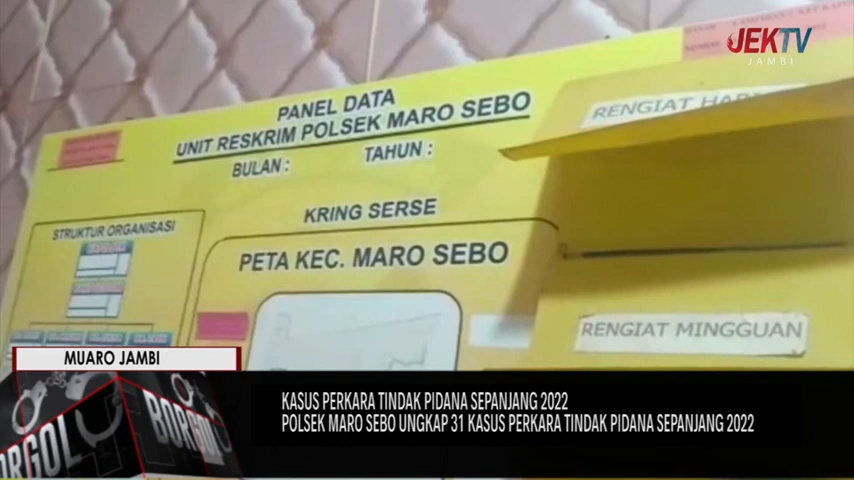 JEKTV
JAMBI
PANEL DATA
UNIT RESKRIM POLSEK MARO SEBO
BULAN :
TAHUN :
RENGIAT HARI
KRING SERSE
STRUKTUR ORGANISASI
PETA KEC. MARO SEBO
RENGIAT MINGGUAN
MUARO JAMBI
BORGOL
BORGOL
KASUS PERKARA TINDAK PIDANA SEPANJANG 2022
POLSEK MARO SEBO UNGKAP 31 KASUS PERKARA TINDAK PIDANA SEPANJANG 2022